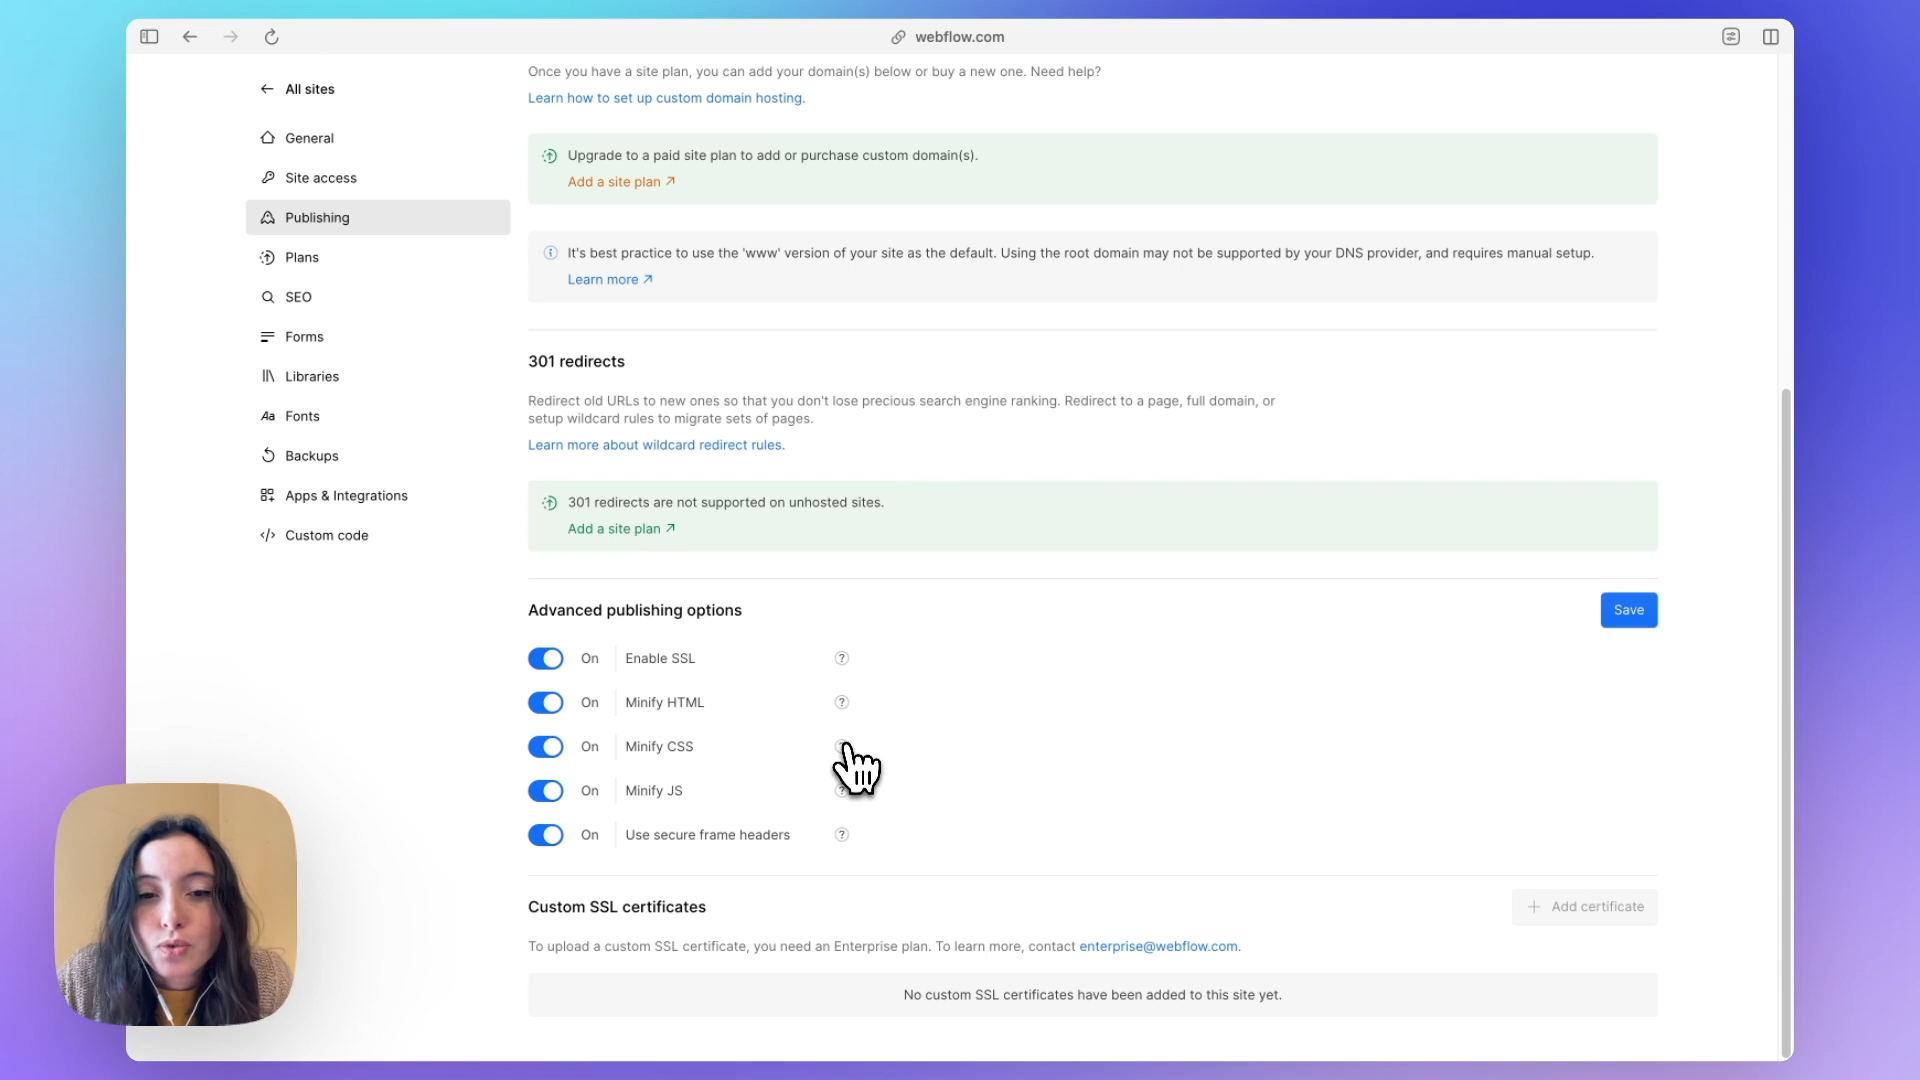 webflow.com
Once you have a site plan, you can add your domain(s) below or buy a new one. Need help?
Learn how to set up custom domain hosting.
All sites
General
Site access
Publishing
Plans
SEO
Forms
Libraries
Aa Fonts
Backups
Apps & Integrations
</> Custom code
Upgrade to a paid site plan to add or purchase custom domain(s).
Add a site plan ↗
It's best practice to use the 'www' version of your site as the default. Using the root domain may not be supported by your DNS provider, and requires manual setup.
Learn more ↗
301 redirects
Redirect old URLs to new ones so that you don't lose precious search engine ranking. Redirect to a page, full domain, or
setup wildcard rules to migrate sets of pages.
Learn more about wildcard redirect rules.
301 redirects are not supported on unhosted sites.
Add a site plan ↗
Advanced publishing options
Save
On Enable SSL ?
On Minify HTML ?
On Minify CSS
On Minify JS ?
On Use secure frame headers ?
Custom SSL certificates
+ Add certificate
To upload a custom SSL certificate, you need an Enterprise plan. To learn more, contact enterprise@webflow.com.
No custom SSL certificates have been added to this site yet.